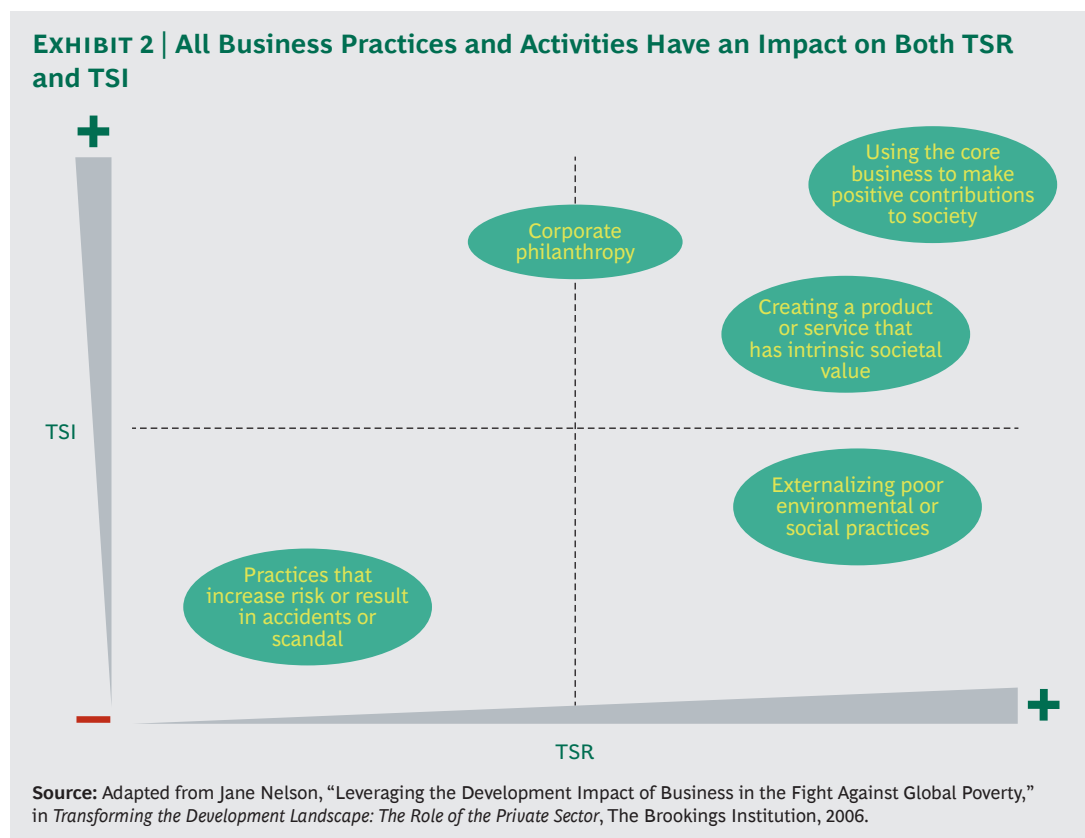 EXHIBIT 2 | All Business Practices and Activities Have an Impact on Both TSR
and TSI
+
Using the core
business to make
positive contributions
to society
Corporate
philanthropy
Creating a product
or service that
has intrinsic societal
value
TSI
Externalizing poor
environmental or
social practices
Practices that
increase risk or result
in accidents or
scandal
–
+
TSR
Source: Adapted from Jane Nelson, “Leveraging the Development Impact of Business in the Fight Against Global Poverty,”
in Transforming the Development Landscape: The Role of the Private Sector, The Brookings Institution, 2006.